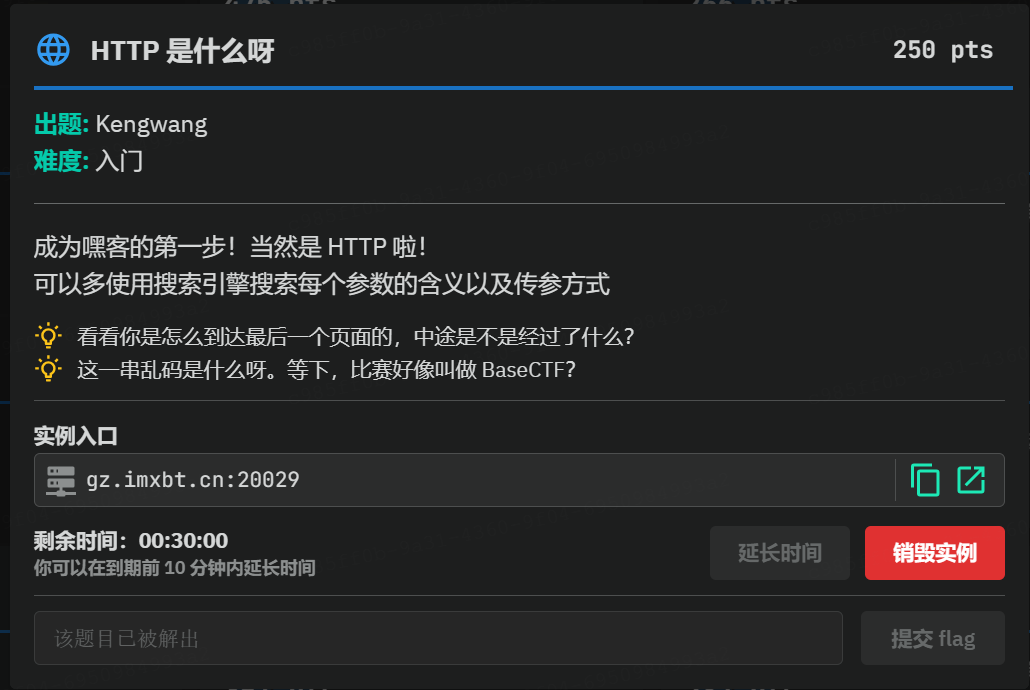 HTTP 是什么呀
250 pts
出题: Kengwang
难度: 入门
成为嘿客的第一步！当然是 HTTP 啦！
可以多使用搜索引擎搜索每个参数的含义以及传参方式
看看你是怎么到达最后一个页面的，中途是不是经过了什么？
这一串乱码是什么呀。等下，比赛好像叫做 BaseCTF？
实例入口
gz.imxbt.cn:20029
剩余时间：00:30:00
你可以在到期前 10 分钟内延长时间
延长时间
销毁实例
该题目已被解出
提交 flag